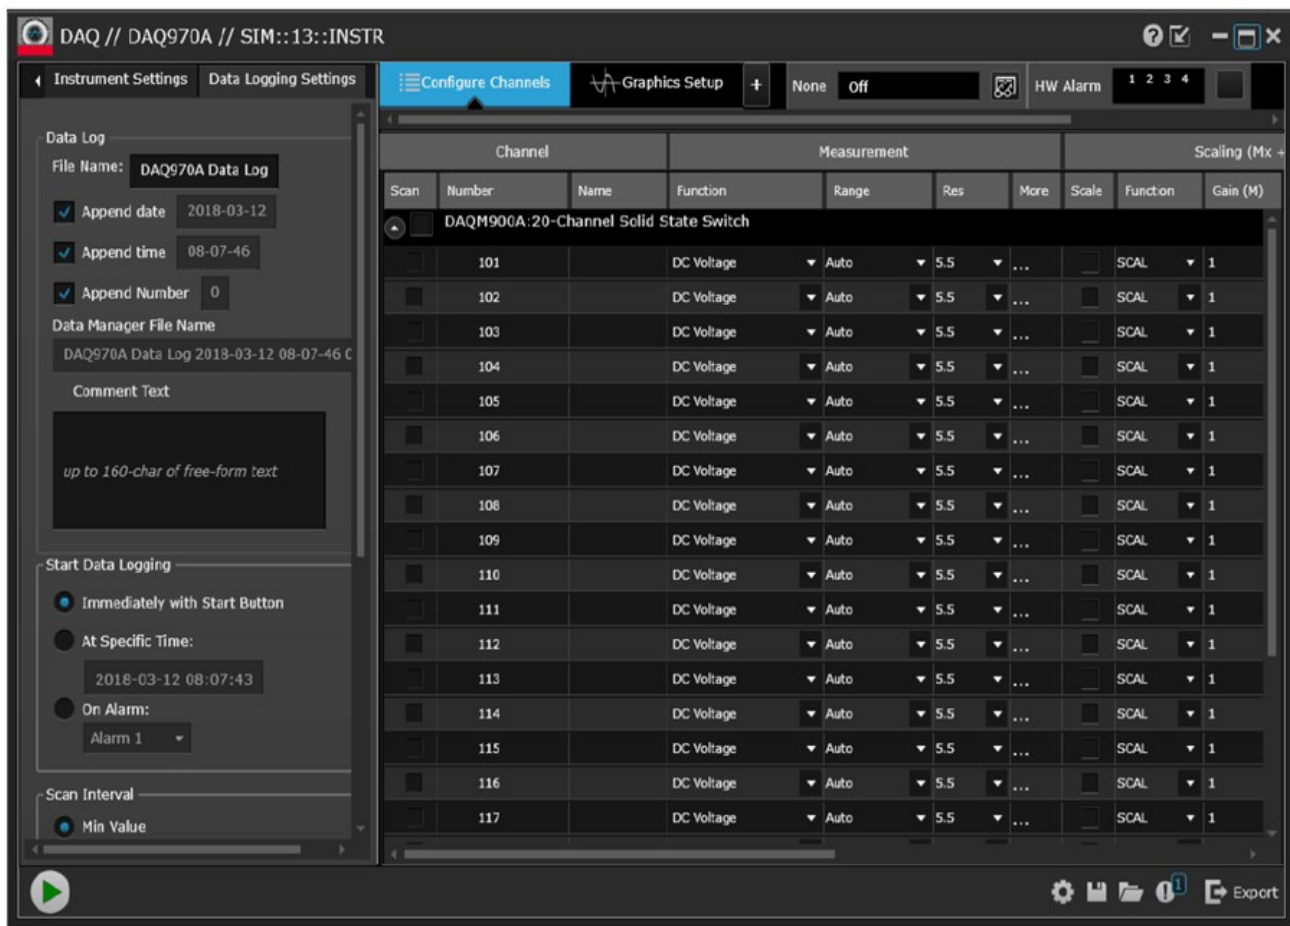 DAQ // DAQ970A // SIM::13::INSTR
Instrument Settings Data Logging Settings
Configure Channels Graphics Setup + None Off HW Alarm 1 2 3 4
Data Log
File Name: DAQ970A Data Log
Append date 2018-03-12
Append time 08-07-46
Append Number 0
Data Manager File Name
DAQ970A Data Log 2018-03-12 08-07-46 0
Comment Text
up to 160-char of free-form text
Start Data Logging
Immediately with Start Button
At Specific Time:
2018-03-12 08:07:43
On Alarm:
Alarm 1
Scan Interval
Min Value
Channel Measurement Scaling (Mx +
Scan Number Name Function Range Res More Scale Function Gain (M)
DAQM900A:20-Channel Solid State Switch
101 DC Voltage Auto 5.5 ... SCAL 1
102 DC Voltage Auto 5.5 ... SCAL 1
103 DC Voltage Auto 5.5 ... SCAL 1
104 DC Voltage Auto 5.5 ... SCAL 1
105 DC Voltage Auto 5.5 ... SCAL 1
106 DC Voltage Auto 5.5 ... SCAL 1
107 DC Voltage Auto 5.5 ... SCAL 1
108 DC Voltage Auto 5.5 ... SCAL 1
109 DC Voltage Auto 5.5 ... SCAL 1
110 DC Voltage Auto 5.5 ... SCAL 1
111 DC Voltage Auto 5.5 ... SCAL 1
112 DC Voltage Auto 5.5 ... SCAL 1
113 DC Voltage Auto 5.5 ... SCAL 1
114 DC Voltage Auto 5.5 ... SCAL 1
115 DC Voltage Auto 5.5 ... SCAL 1
116 DC Voltage Auto 5.5 ... SCAL 1
117 DC Voltage Auto 5.5 ... SCAL 1
1 Export